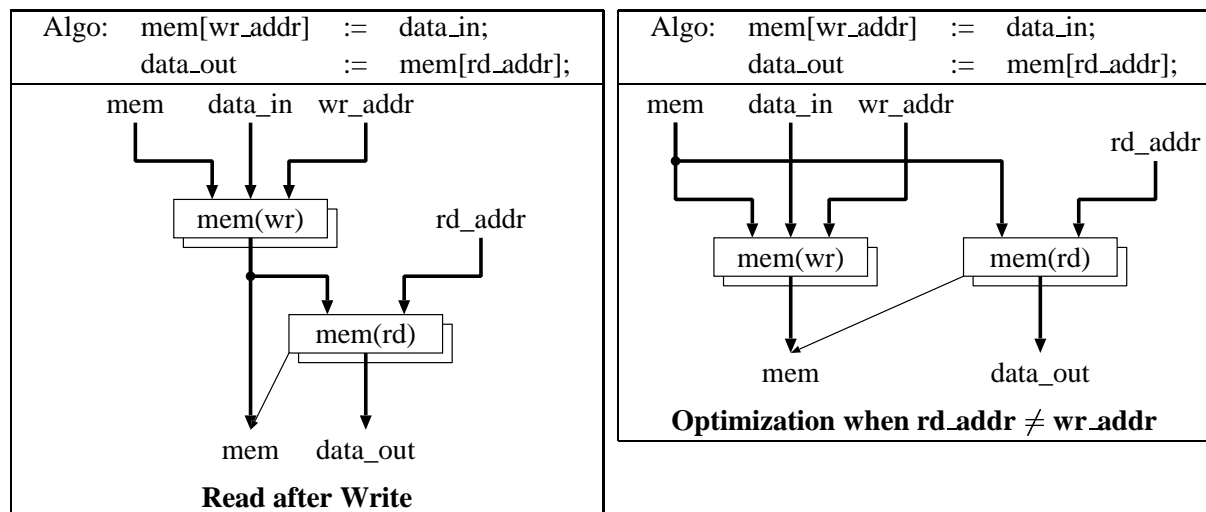 Algo: mem[wr_addr] := data_in;
data_out := mem[rd_addr];
mem data_in wr_addr
mem(wr)
rd_addr
mem(rd)
mem data_out
Read after Write
Algo: mem[wr_addr] := data_in;
data_out := mem[rd_addr];
mem data_in wr_addr
rd_addr
mem(wr) mem(rd)
mem data_out
Optimization when rd_addr ≠ wr_addr